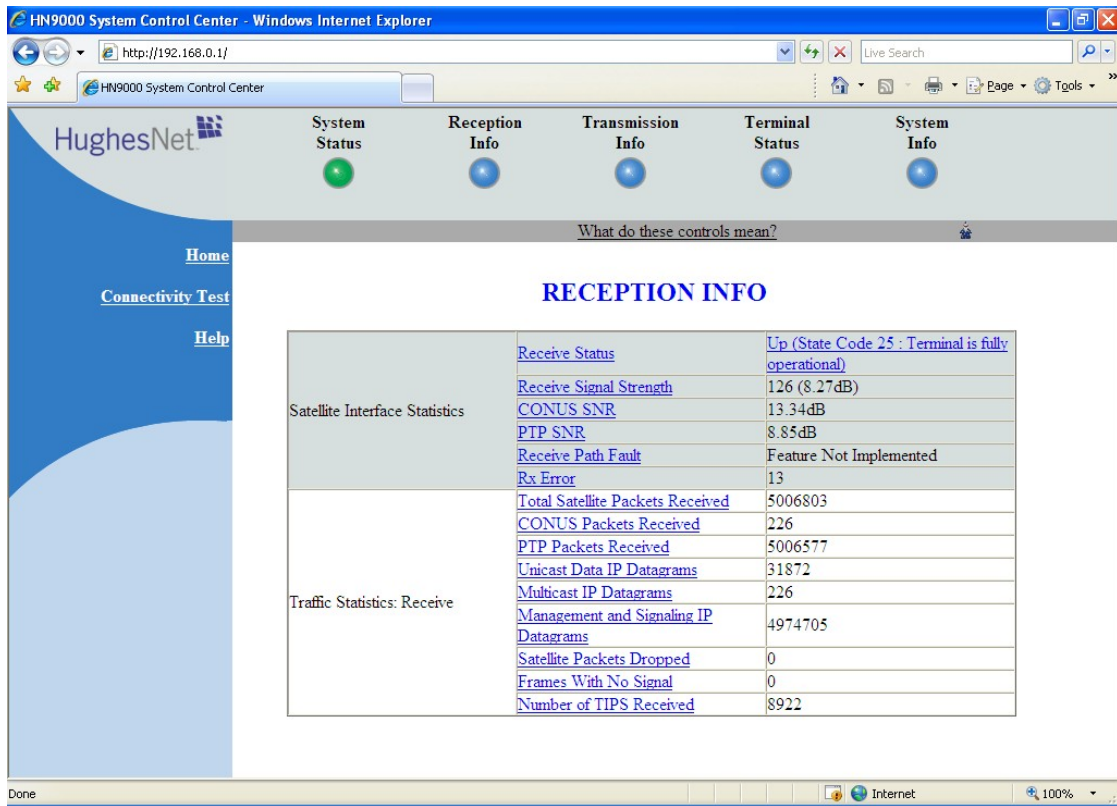 HN9000 System Control Center - Windows Internet Explorer
http://192.168.0.1/
Live Search
HN9000 System Control Center
Page
Tools
»
HughesNet.
System Status
Reception Info
Transmission Info
Terminal Status
System Info
What do these controls mean?
Home
Connectivity Test
Help
RECEPTION INFO
Satellite Interface Statistics
Receive Status Up (State Code 25 : Terminal is fully operational)
Receive Signal Strength 126 (8.27dB)
CONUS SNR 13.34dB
PTP SNR 8.85dB
Receive Path Fault Feature Not Implemented
Rx Error 13
Traffic Statistics: Receive
Total Satellite Packets Received 5006803
CONUS Packets Received 226
PTP Packets Received 5006577
Unicast Data IP Datagrams 31872
Multicast IP Datagrams 226
Management and Signaling IP Datagrams 4974705
Satellite Packets Dropped 0
Frames With No Signal 0
Number of TIPS Received 8922
Done
Internet
100%